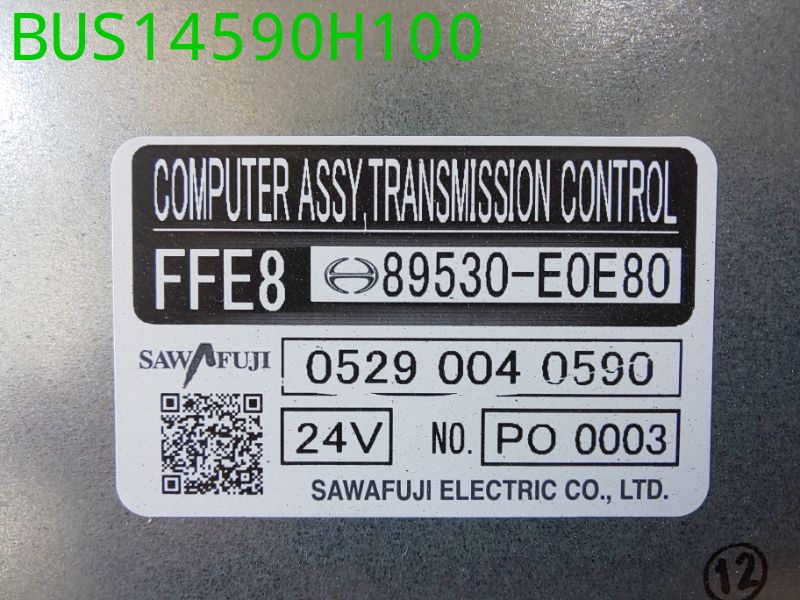 BUS14590H100
COMPUTER ASSY,TRANSMISSION CONTROL
FFE8 89530-E0E80
SAWAFUJI 0529 004 0590
24V NO. PO 0003
SAWAFUJI ELECTRIC CO., LTD.
12